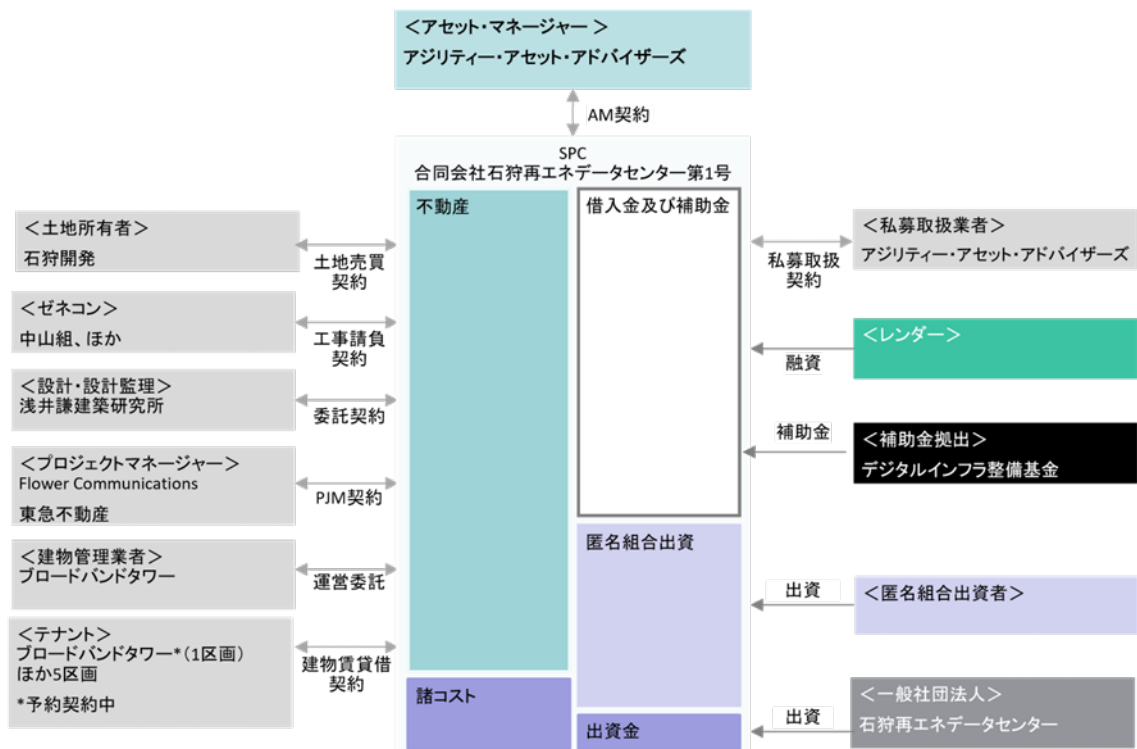 ＜アセット・マネージャー ＞
アジリティー・アセット・アドバイザーズ
AM契約
SPC
合同会社石狩再エネデータセンター第1号
不動産
借入金及び補助金
匿名組合出資
諸コスト
出資金
＜土地所有者＞
石狩開発
土地売買
契約
＜ゼネコン＞
中山組、ほか
工事請負
契約
＜設計・設計監理＞
浅井謙建築研究所
委託契約
＜プロジェクトマネージャー＞
Flower Communications
東急不動産
PJM契約
＜建物管理業者＞
ブロードバンドタワー
運営委託
＜テナント＞
ブロードバンドタワー*（1区画）
ほか5区画
*予約契約中
建物賃貸借
契約
＜私募取扱業者＞
アジリティー・アセット・アドバイザーズ
私募取扱
契約
＜レンダー＞
融資
＜補助金拠出＞
デジタルインフラ整備基金
補助金
＜匿名組合出資者＞
出資
＜一般社団法人＞
石狩再エネデータセンター
出資